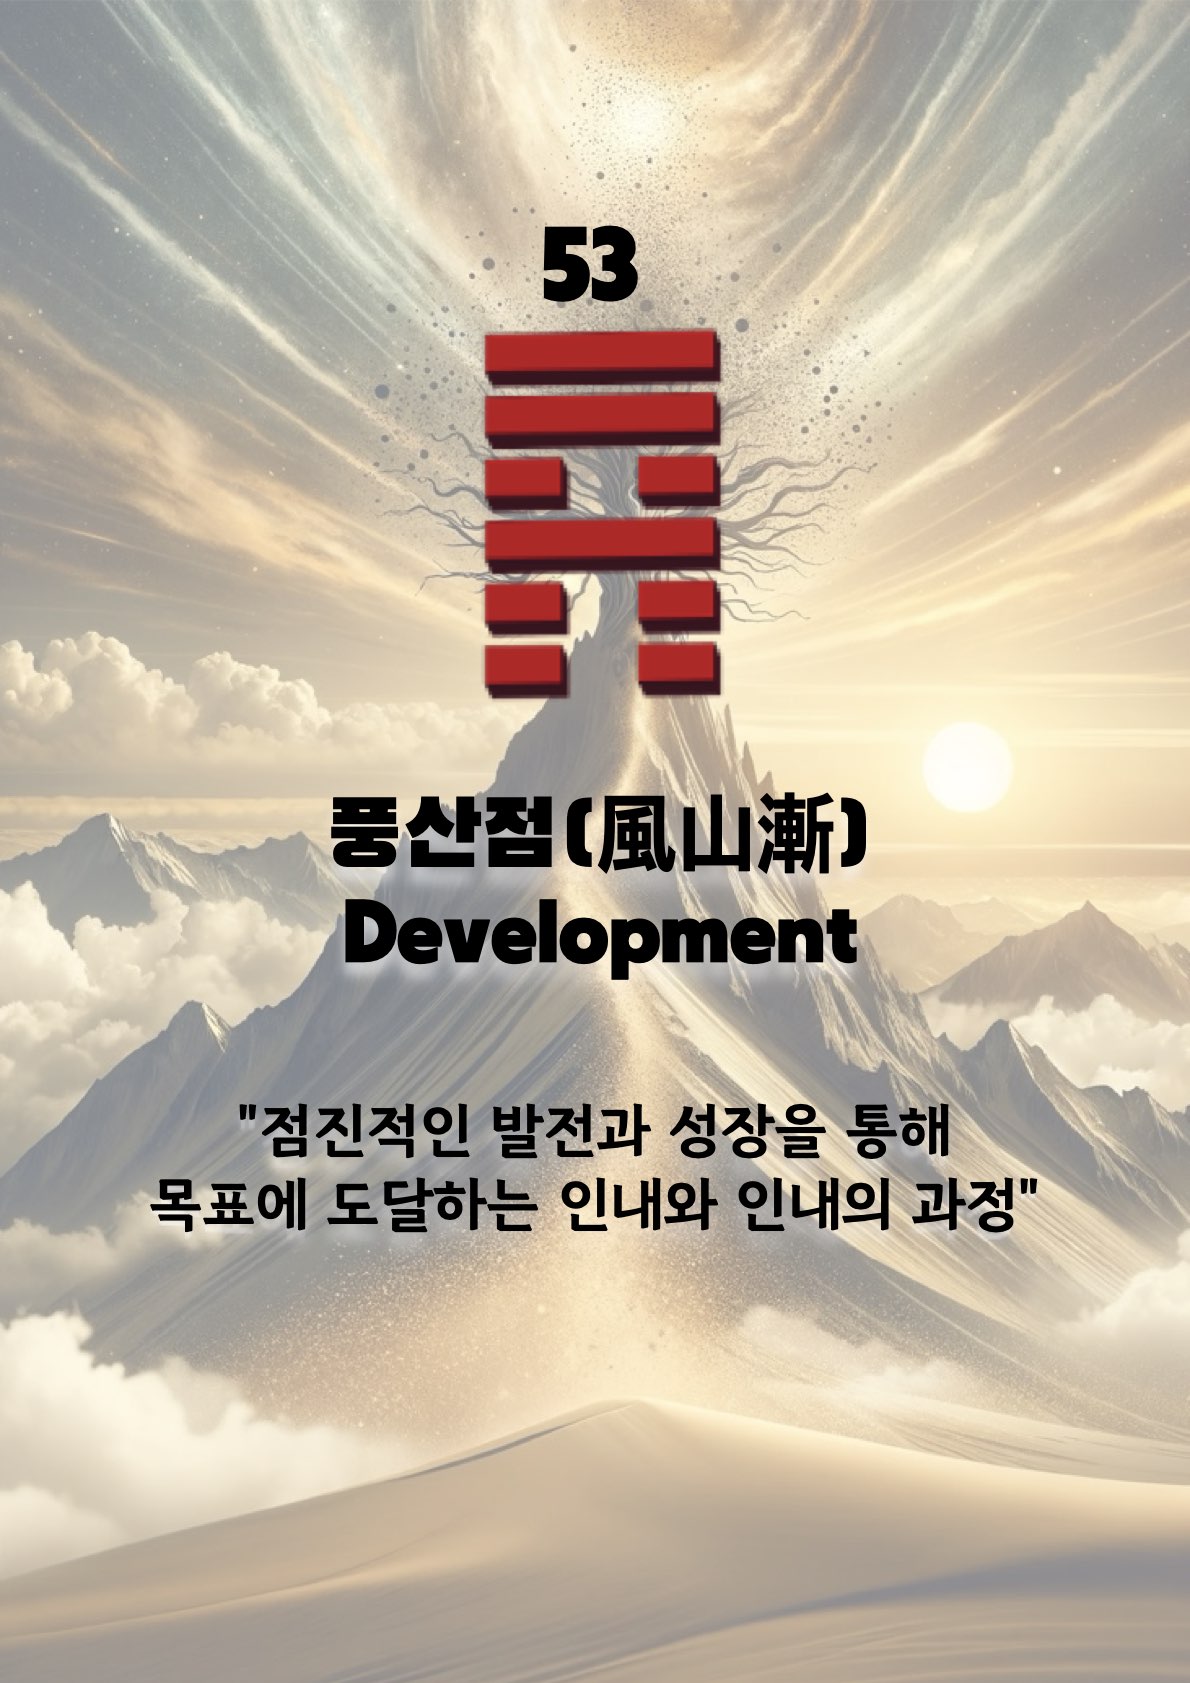 53
풍산점(風山漸)
Development
"점진적인 발전과 성장을 통해
목표에 도달하는 인내와 인내의 과정"